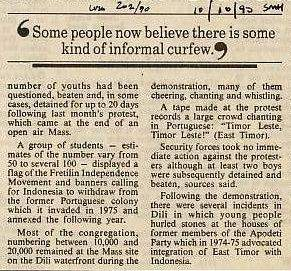 202/90 10/10/90 SMH
Some people now believe there is some
kind of informal curfew.
number of youths had been
questioned, beaten and, in some
cases, detained for up to 20 days
following last month's protest,
which came at the end of an
open air Mass.
A group of students – esti-
mates of the number vary from
50 to several 100 – displayed a
flag of the Fretilin Independence
Movement and banners calling
for Indonesia to withdraw from
the former Portuguese colony
which it invaded in 1975 and
annexed the following year.
Most of the congregation,
numbering between 10,000 and
20,000 remained at the Mass site
on the Dili waterfront during the
demonstration, many of them
cheering, chanting and whistling.
A tape made at the protest
records a large crowd chanting
in Portuguese: "Timor Leste,
Timor Leste!" (East Timor).
Security forces took no imme-
diate action against the protest-
ers although at least two boys
were subsequently detained and
beaten, sources said.
Following the demonstration,
there were several incidents in
Dili in which young people
hurled stones at the houses of
former members of the Apodeti
Party which in 1974-75 advocated
integration of East Timor with
Indonesia.